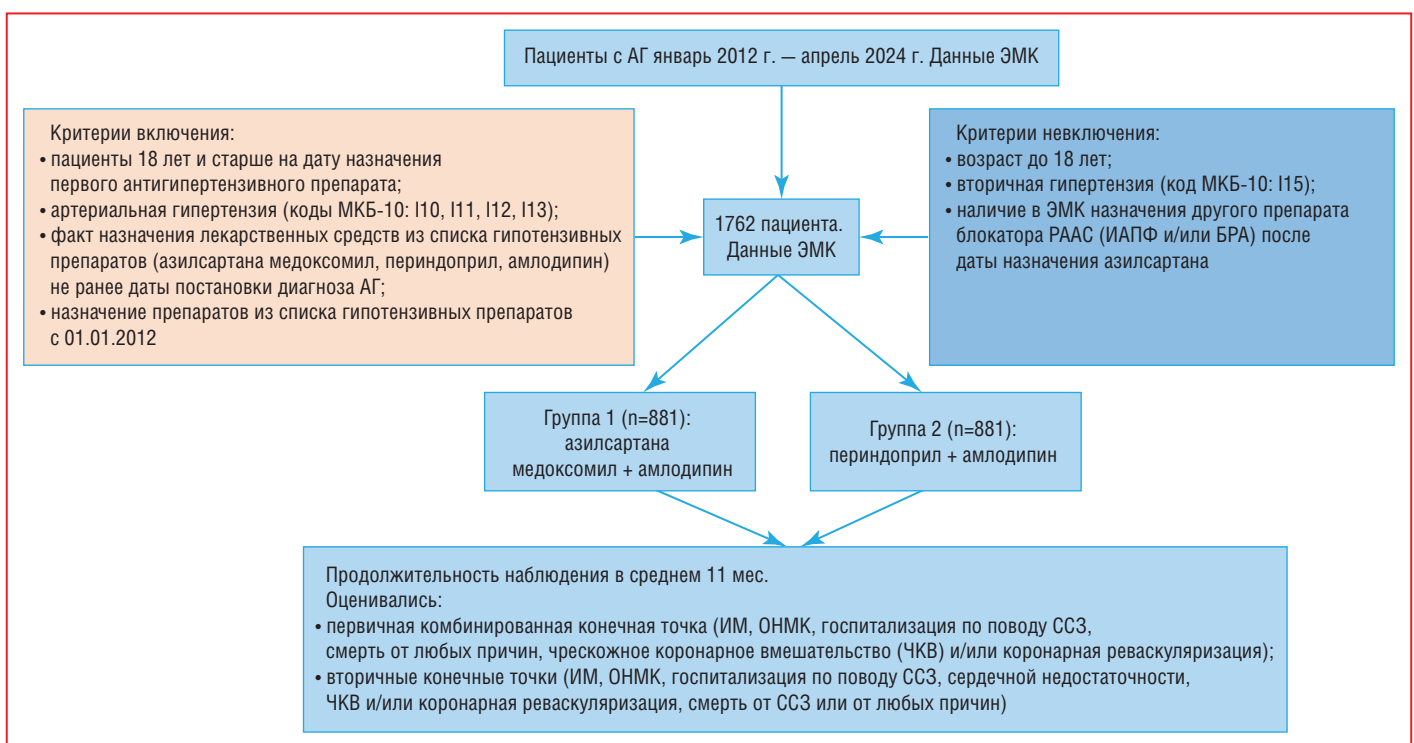 Пациенты с АГ январь 2012 г. — апрель 2024 г. Данные ЭМК
Критерии включения:
• пациенты 18 лет и старше на дату назначения
первого антигипертензивного препарата;
• артериальная гипертензия (коды МКБ-10: I10, I11, I12, I13);
• факт назначения лекарственных средств из списка гипотензивных
препаратов (азилсартана медоксомил, периндоприл, амлодипин)
не ранее даты постановки диагноза АГ;
• назначение препаратов из списка гипотензивных препаратов
с 01.01.2012
1762 пациента.
Данные ЭМК
Критерии невключения:
• возраст до 18 лет;
• вторичная гипертензия (код МКБ-10: I15);
• наличие в ЭМК назначения другого препарата
блокатора РААС (ИАПФ и/или БРА) после
даты назначения азилсартана
Группа 1 (n=881):
азилсартана
медоксомил + амлодипин
Группа 2 (n=881):
периндоприл + амлодипин
Продолжительность наблюдения в среднем 11 мес.
Оценивались:
• первичная комбинированная конечная точка (ИМ, ОНМК, госпитализация по поводу ССЗ,
смерть от любых причин, чрескожное коронарное вмешательство (ЧКВ) и/или коронарная реваскуляризация);
• вторичные конечные точки (ИМ, ОНМК, госпитализация по поводу ССЗ, сердечной недостаточности,
ЧКВ и/или коронарная реваскуляризация, смерть от ССЗ или от любых причин)